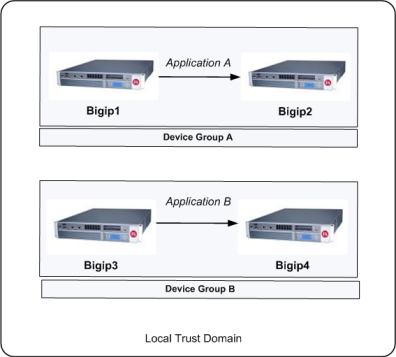 Application A
Bigip1
Bigip2
Device Group A
Application B
Bigip3
Bigip4
Device Group B
Local Trust Domain